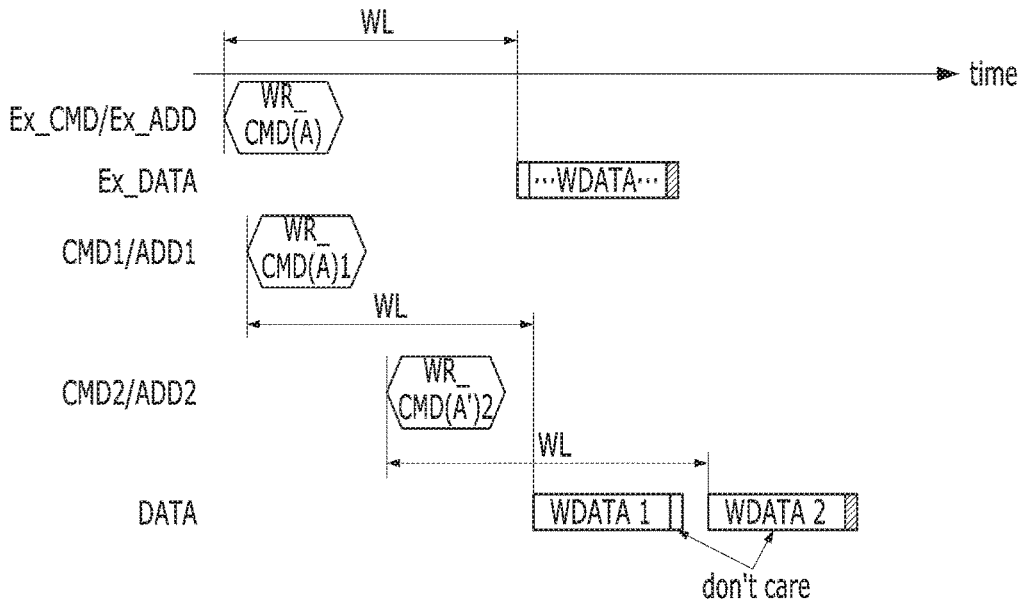 WL
time
Ex_CMD/Ex_ADD
WR_
CMD(A)
Ex_DATA
···WDATA···
CMD1/ADD1
WR_
CMD(A)1
WL
CMD2/ADD2
WR_
CMD(A')2
WL
DATA
WDATA 1
WDATA 2
don't care